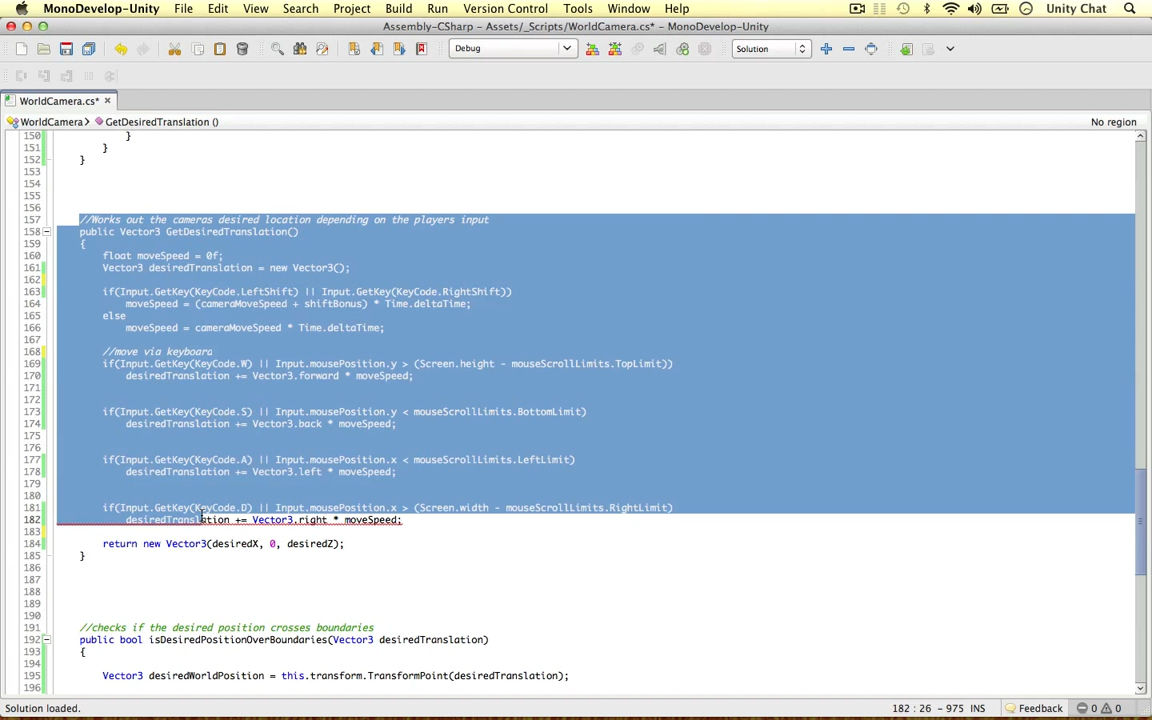 MonoDevelop-Unity File Edit View Search Project Build Run Version Control Tools Window Help Unity Chat
Assembly-CSharp – Assets/_Scripts/WorldCamera.cs* – MonoDevelop-Unity
Debug Solution
WorldCamera.cs*
WorldCamera GetDesiredTranslation () No region
150 }
151 }
152 }
153
154
155
156
157 //Works out the cameras desired location depending on the players input
158 public Vector3 GetDesiredTranslation()
159 {
160 float moveSpeed = 0f;
161 Vector3 desiredTranslation = new Vector3();
162
163 if(Input.GetKey(KeyCode.LeftShift) || Input.GetKey(KeyCode.RightShift))
164 moveSpeed = (cameraMoveSpeed + shiftBonus) * Time.deltaTime;
165 else
166 moveSpeed = cameraMoveSpeed * Time.deltaTime;
167
168 //move via keyboard
169 if(Input.GetKey(KeyCode.W) || Input.mousePosition.y > (Screen.height - mouseScrollLimits.TopLimit))
170 desiredTranslation += Vector3.forward * moveSpeed;
171
172
173 if(Input.GetKey(KeyCode.S) || Input.mousePosition.y < mouseScrollLimits.BottomLimit)
174 desiredTranslation += Vector3.back * moveSpeed;
175
176
177 if(Input.GetKey(KeyCode.A) || Input.mousePosition.x < mouseScrollLimits.LeftLimit)
178 desiredTranslation += Vector3.left * moveSpeed;
179
180
181 if(Input.GetKey(KeyCode.D) || Input.mousePosition.x > (Screen.width - mouseScrollLimits.RightLimit)
182 desiredTranslation += Vector3.right * moveSpeed;
183
184 return new Vector3(desiredX, 0, desiredZ);
185 }
186
187
188
189
190
191 //checks if the desired position crosses boundaries
192 public bool isDesiredPositionOverBoundaries(Vector3 desiredTranslation)
193 {
194
195 Vector3 desiredWorldPosition = this.transform.TransformPoint(desiredTranslation);
196
Solution loaded. 182 : 26 – 975 INS Feedback 0 0